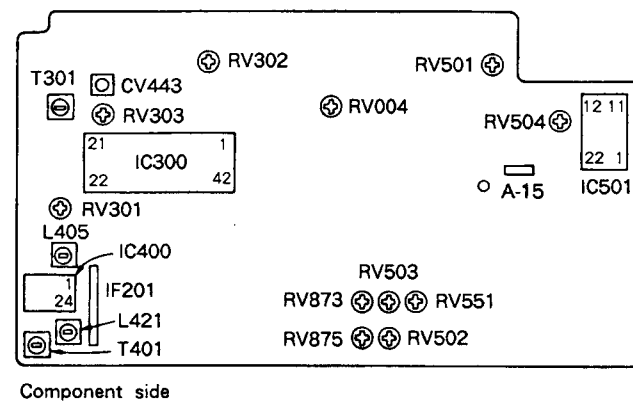 RV302
RV501
T301
CV443
RV303
RV004
RV504
12 11
22 1
IC501
21 1
IC300
22 42
A-15
RV301
L405
IC400
1
24
IF201
L421
T401
RV503
RV873
RV551
RV875
RV502
Component side